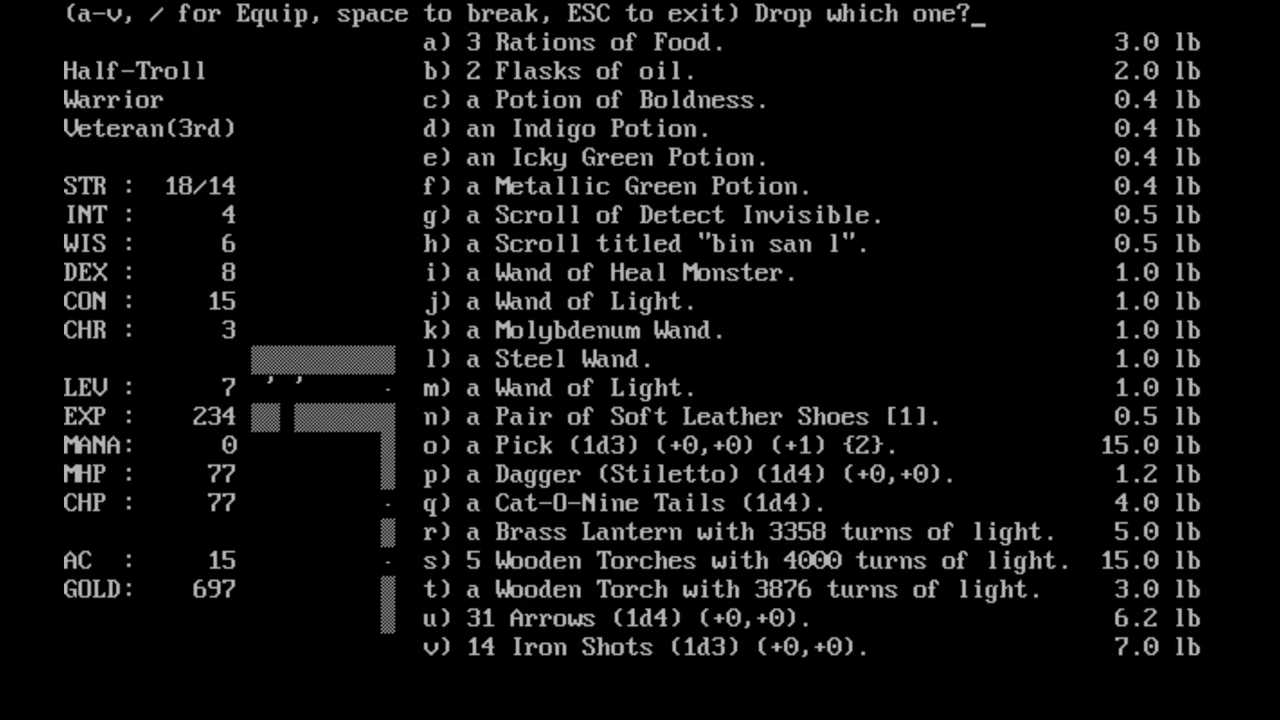 (a-v, / for Equip, space to break, ESC to exit) Drop which one?_
a) 3 Rations of Food. 3.0 lb
Half-Troll b) 2 Flasks of oil. 2.0 lb
Warrior c) a Potion of Boldness. 0.4 lb
Veteran(3rd) d) an Indigo Potion. 0.4 lb
e) an Icky Green Potion. 0.4 lb
STR : 18/14 f) a Metallic Green Potion. 0.4 lb
INT : 4 g) a Scroll of Detect Invisible. 0.5 lb
WIS : 6 h) a Scroll titled "bin san l". 0.5 lb
DEX : 8 i) a Wand of Heal Monster. 1.0 lb
CON : 15 j) a Wand of Light. 1.0 lb
CHR : 3 k) a Molybdenum Wand. 1.0 lb
l) a Steel Wand. 1.0 lb
LEV : 7 ' ' . m) a Wand of Light. 1.0 lb
EXP : 234 n) a Pair of Soft Leather Shoes [1]. 0.5 lb
MANA: 0 o) a Pick (1d3) (+0,+0) (+1) {2}. 15.0 lb
MHP : 77 p) a Dagger (Stiletto) (1d4) (+0,+0). 1.2 lb
CHP : 77 . q) a Cat-O-Nine Tails (1d4). 4.0 lb
r) a Brass Lantern with 3358 turns of light. 5.0 lb
AC : 15 . s) 5 Wooden Torches with 4000 turns of light. 15.0 lb
GOLD: 697 t) a Wooden Torch with 3876 turns of light. 3.0 lb
u) 31 Arrows (1d4) (+0,+0). 6.2 lb
v) 14 Iron Shots (1d3) (+0,+0). 7.0 lb